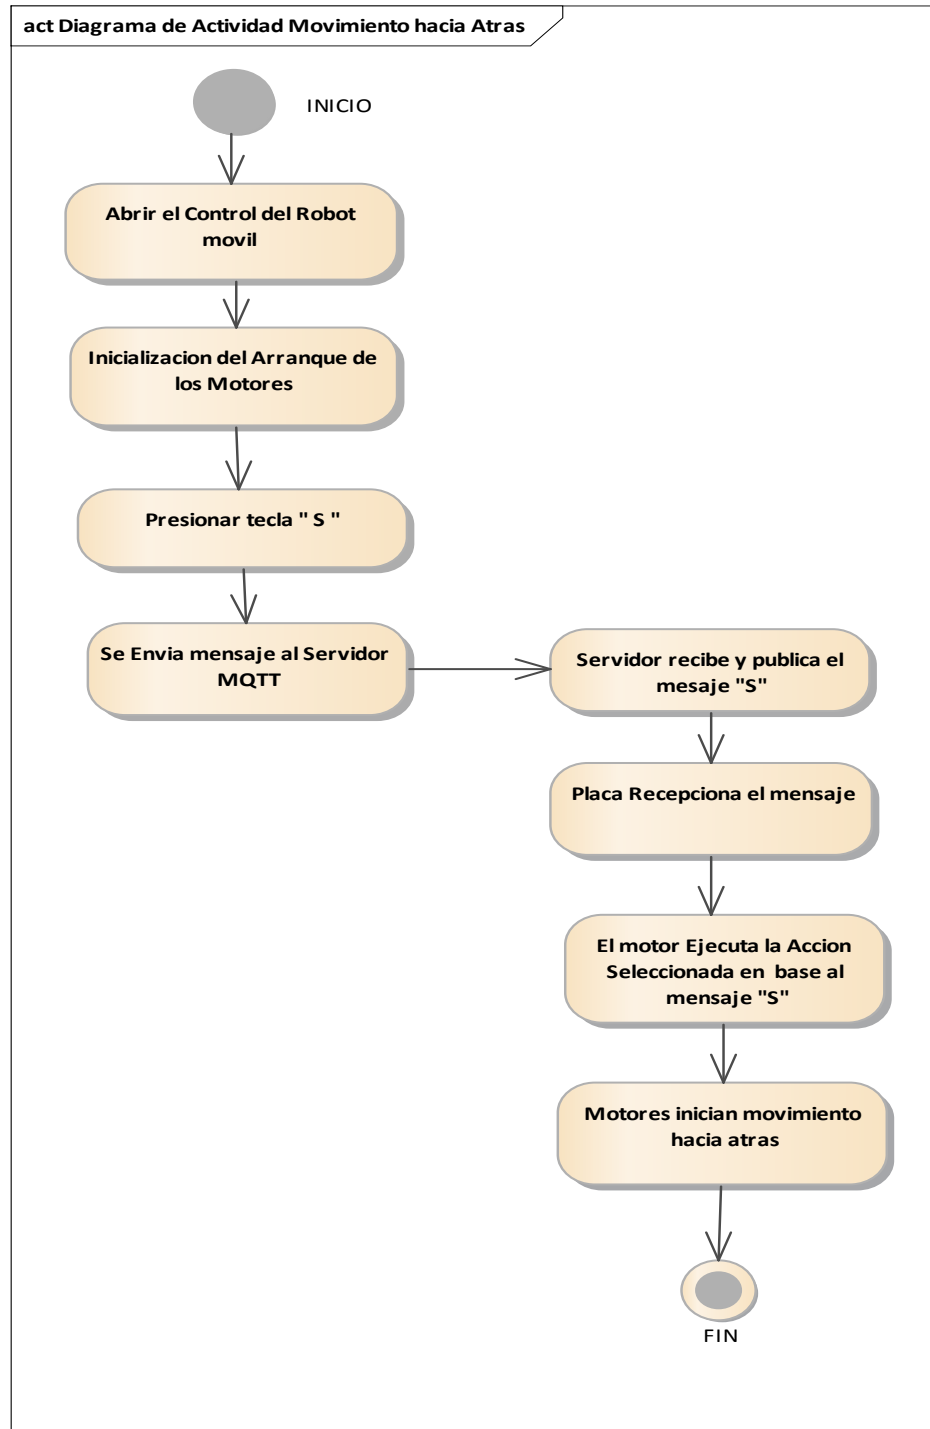 act Diagrama de Actividad Movimiento hacia Atras
INICIO
Abrir el Control del Robot
movil
Inicializacion del Arranque de
los Motores
Presionar tecla " S "
Se Envia mensaje al Servidor
MQTT
Servidor recibe y publica el
mesaje "S"
Placa Recepciona el mensaje
El motor Ejecuta la Accion
Seleccionada en base al
mensaje "S"
Motores inician movimiento
hacia atras
FIN